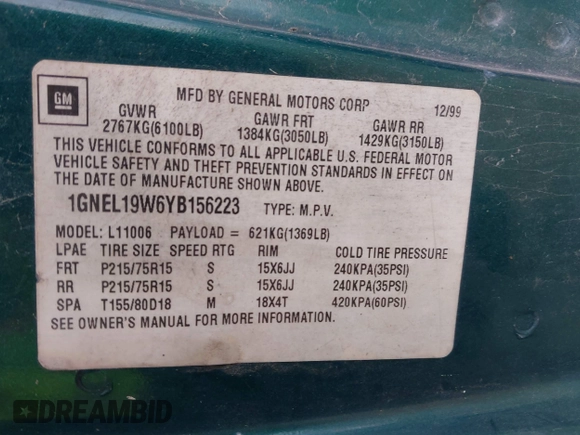 GM
MFD BY GENERAL MOTORS CORP 12/99
GVWR GAWR FRT GAWR RR
2767KG(6100LB) 1384KG(3050LB) 1429KG(3150LB)
THIS VEHICLE CONFORMS TO ALL APPLICABLE U.S. FEDERAL MOTOR
VEHICLE SAFETY AND THEFT PREVENTION STANDARDS IN EFFECT ON
THE DATE OF MANUFACTURE SHOWN ABOVE.
1GNEL19W6YB156223 TYPE: M.P.V.
MODEL: L11006 PAYLOAD = 621KG(1369LB)
LPAE TIRE SIZE SPEED RTG RIM COLD TIRE PRESSURE
FRT P215/75R15 S 15X6JJ 240KPA(35PSI)
RR P215/75R15 S 15X6JJ 240KPA(35PSI)
SPA T155/80D18 M 18X4T 420KPA(60PSI)
SEE OWNER'S MANUAL FOR MORE INFORMATION.
DREAMBID